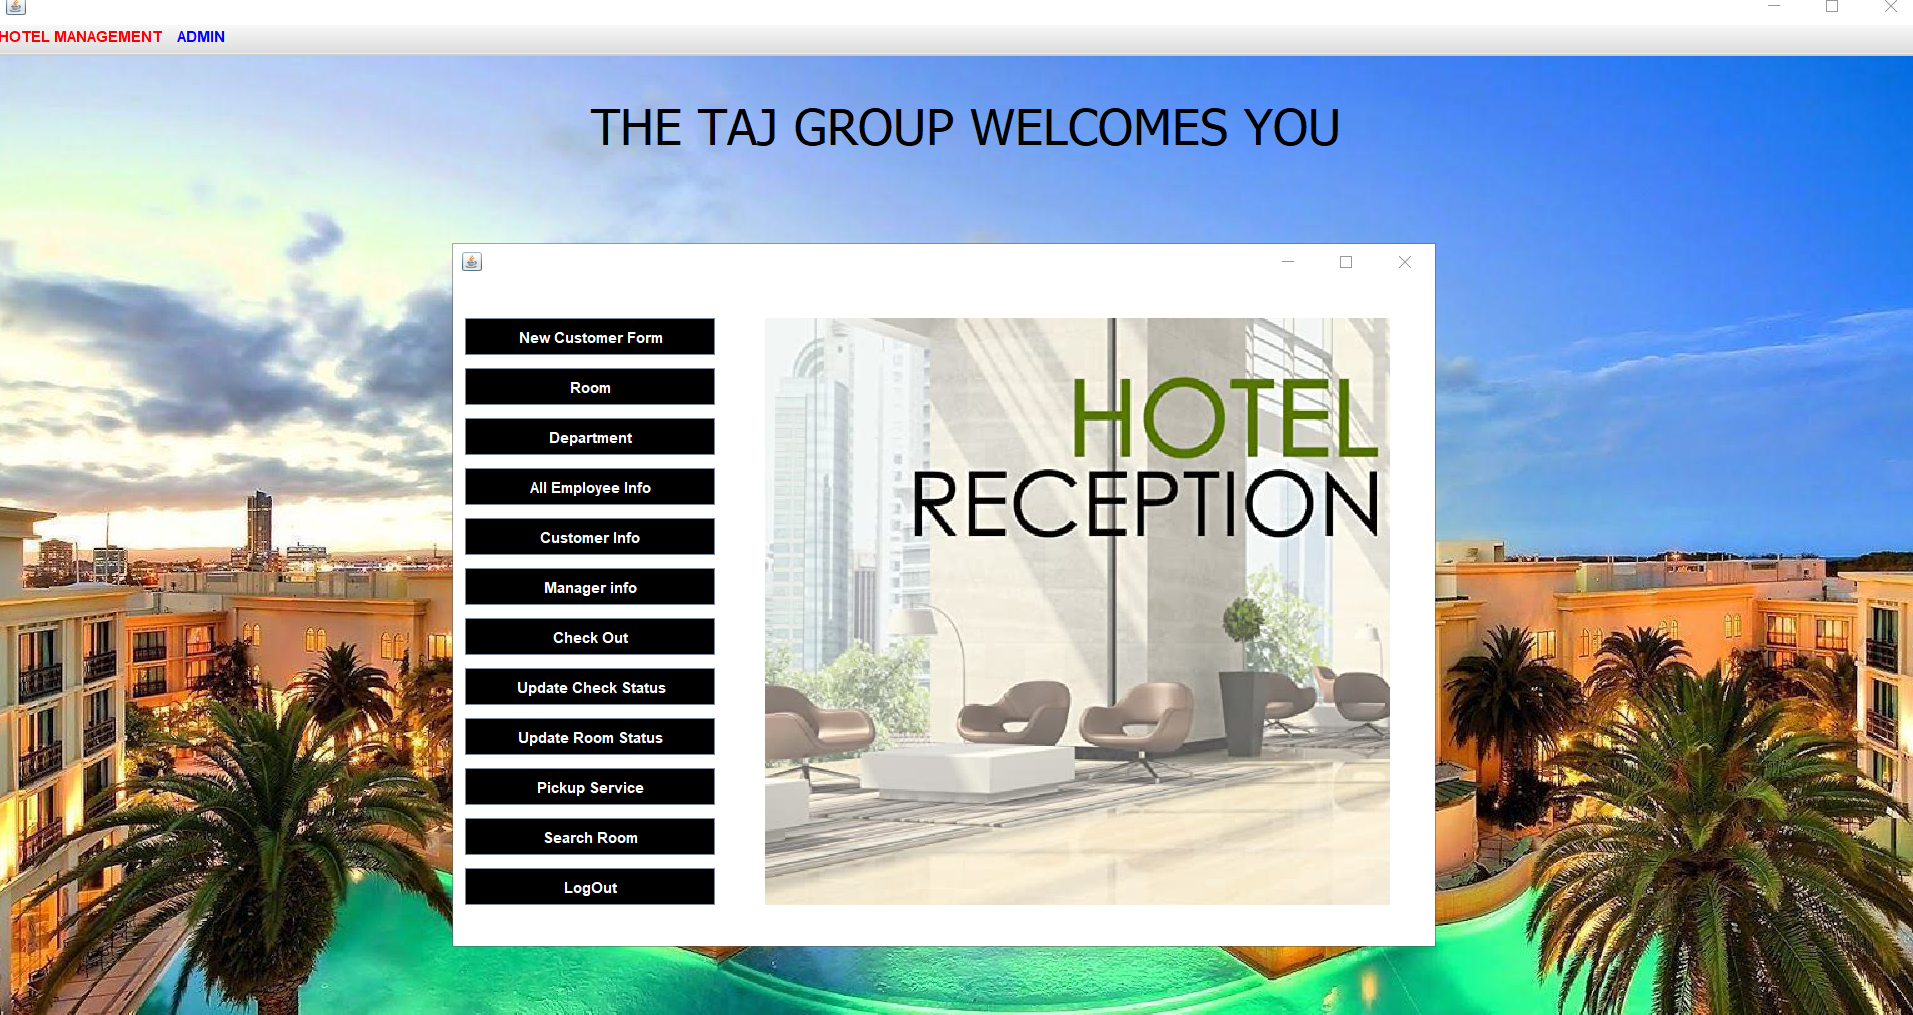 HOTEL MANAGEMENT ADMIN
THE TAJ GROUP WELCOMES YOU
New Customer Form
Room
Department
All Employee Info
Customer Info
Manager info
Check Out
Update Check Status
Update Room Status
Pickup Service
Search Room
LogOut
HOTEL
RECEPTION